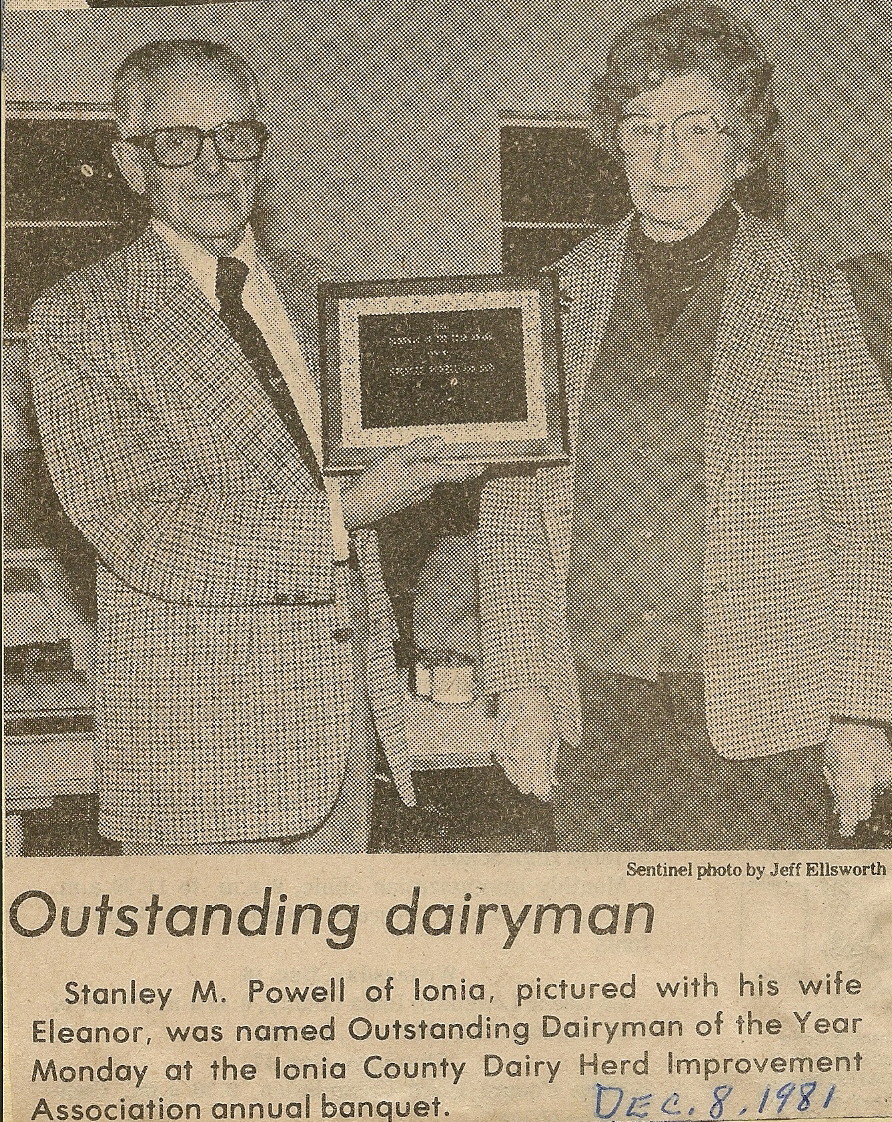 Sentinel photo by Jeff Ellsworth
Outstanding dairyman
Stanley M. Powell of Ionia, pictured with his wife
Eleanor, was named Outstanding Dairyman of the Year
Monday at the Ionia County Dairy Herd Improvement
Association annual banquet.
DEC. 8. 1981